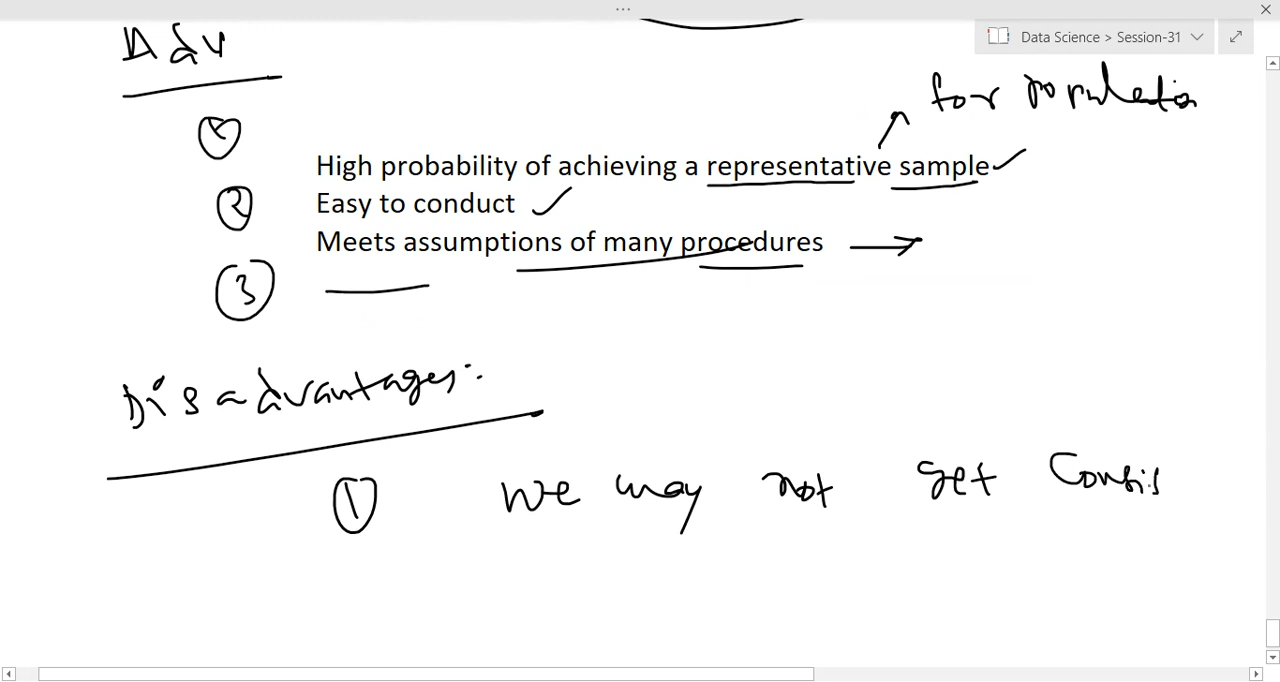 Data Science > Session-31
Adv
for population
①
High probability of achieving a representative sample
② Easy to conduct
Meets assumptions of many procedures
③
Disadvantages:
① We may not get Consis